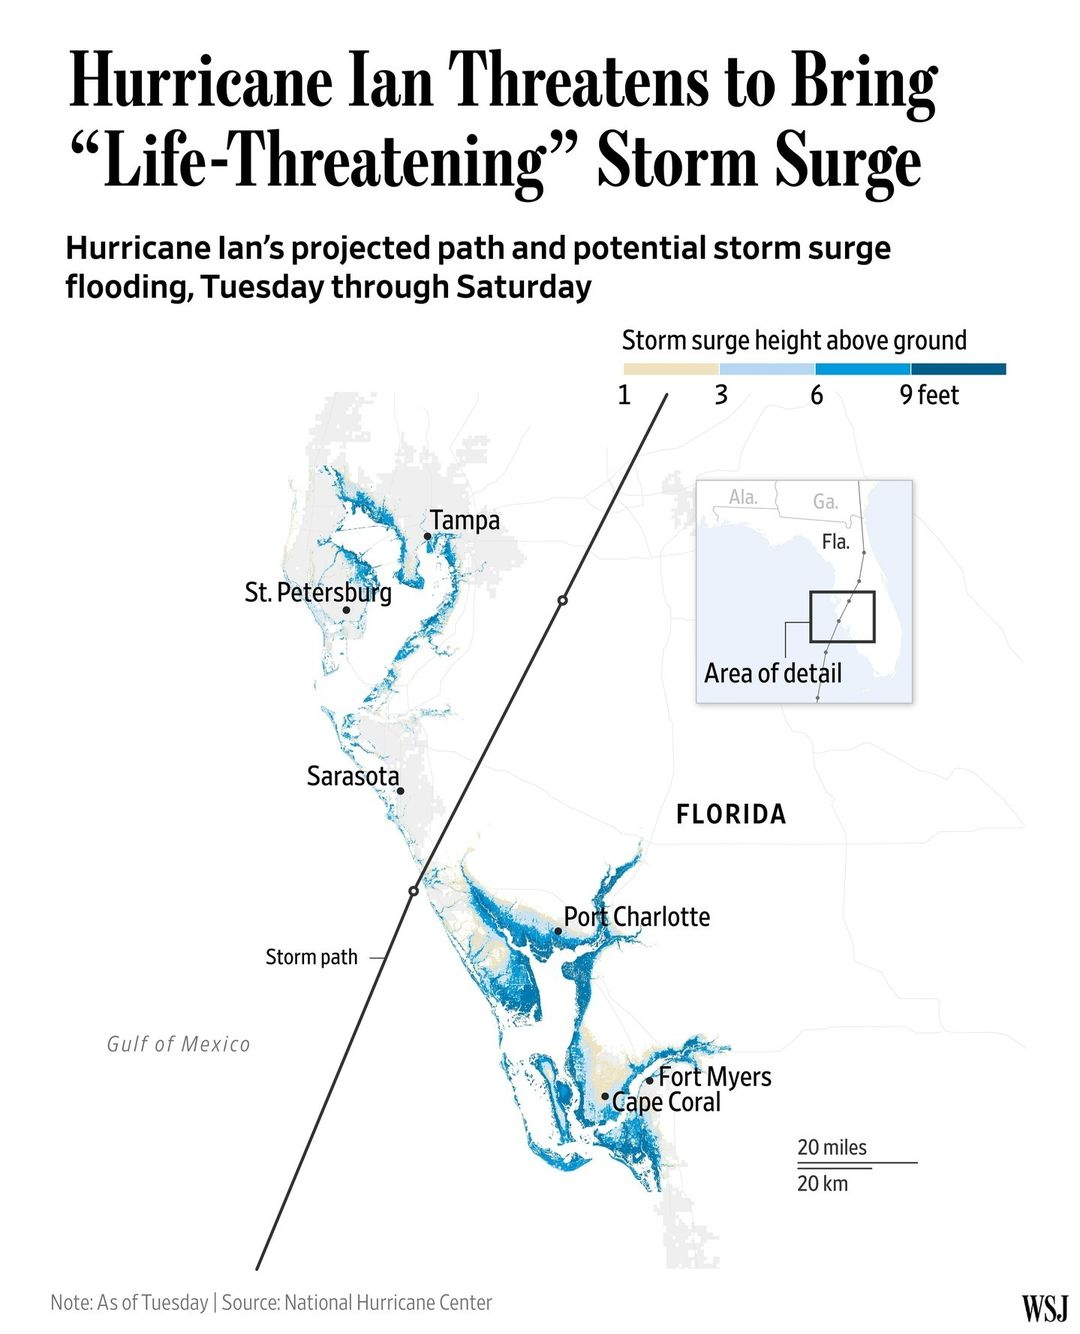 Hurricane Ian Threatens to Bring
“Life-Threatening” Storm Surge
Hurricane Ian’s projected path and potential storm surge
flooding, Tuesday through Saturday
Storm surge height above ground
1 3 6 9 feet
Ala.
Ga.
Fla.
Area of detail
Tampa
St. Petersburg
Sarasota
FLORIDA
Port Charlotte
Storm path
Gulf of Mexico
Fort Myers
Cape Coral
20 miles
20 km
Note: As of Tuesday | Source: National Hurricane Center
WSJ